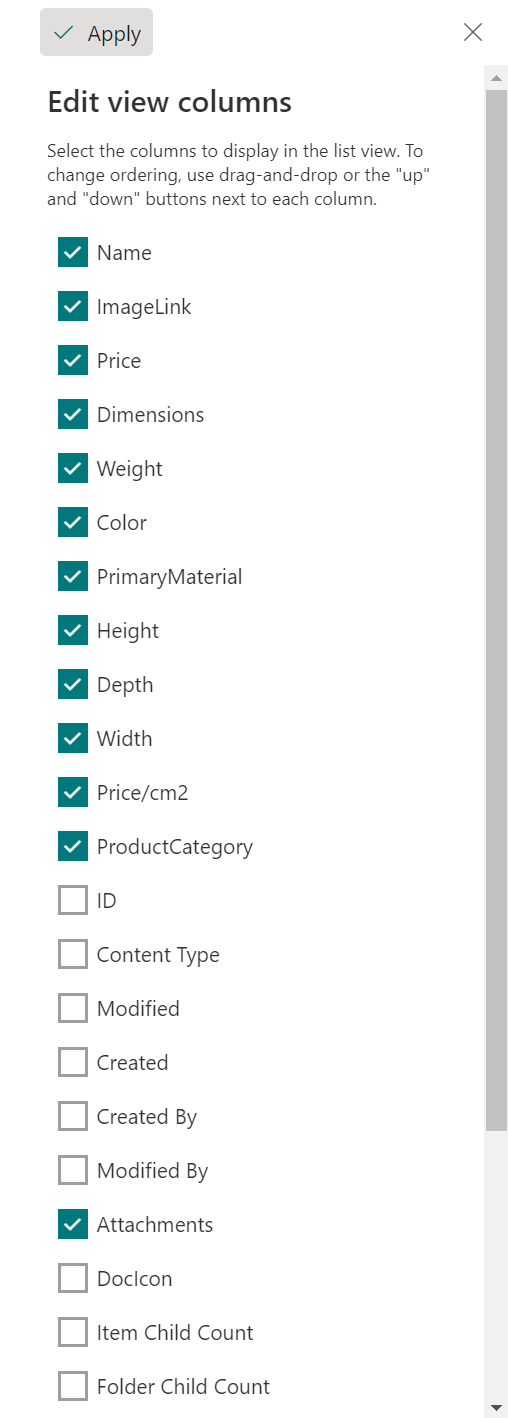 Apply
Edit view columns
Select the columns to display in the list view. To
change ordering, use drag-and-drop or the "up"
and "down" buttons next to each column.
Name
ImageLink
Price
Dimensions
Weight
Color
PrimaryMaterial
Height
Depth
Width
Price/cm2
ProductCategory
ID
Content Type
Modified
Created
Created By
Modified By
Attachments
DocIcon
Item Child Count
Folder Child Count